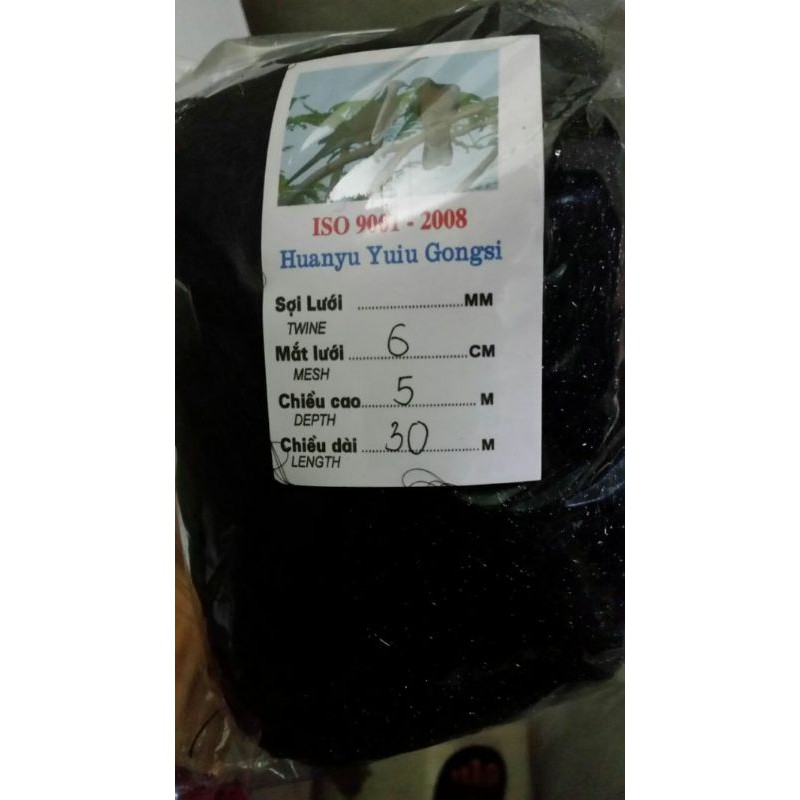 ISO 9001 - 2008
Huanyu Yuiu Gongsi
Sợi Lưới ........................ MM
TWINE
Mắt lưới ........6........ CM
MESH
Chiều cao ........5........ M
DEPTH
Chiều dài ........30........ M
LENGTH